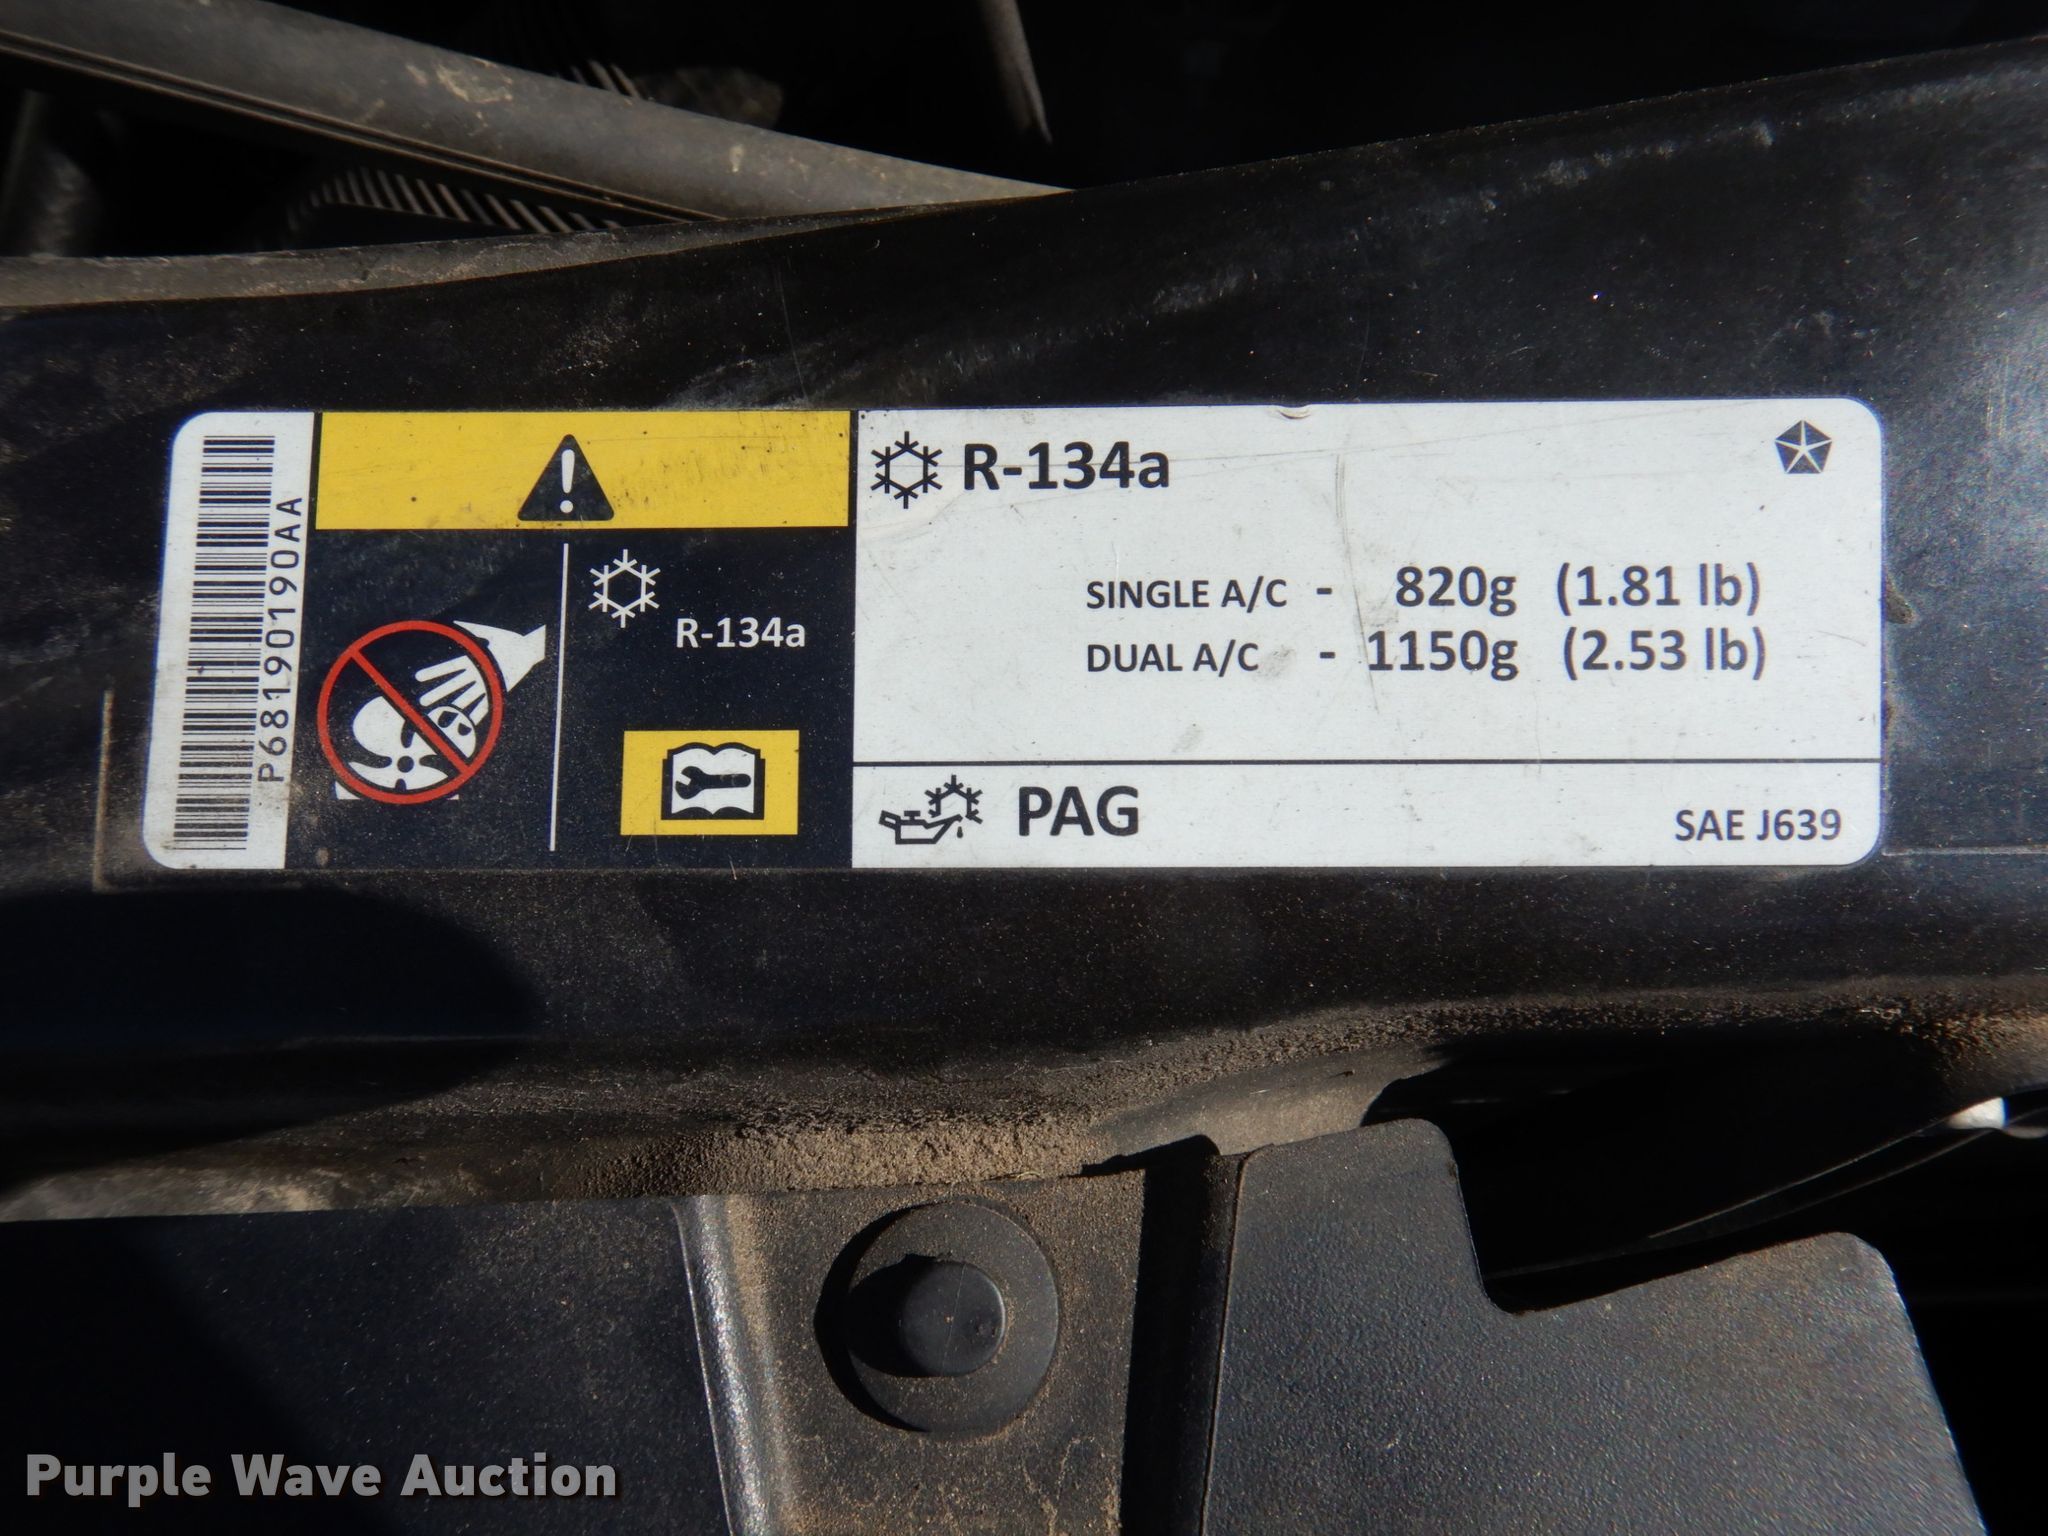 P68190190AA
R-134a
R-134a
SINGLE A/C - 820g (1.81 lb)
DUAL A/C - 1150g (2.53 lb)
PAG
SAE J639
Purple Wave Auction